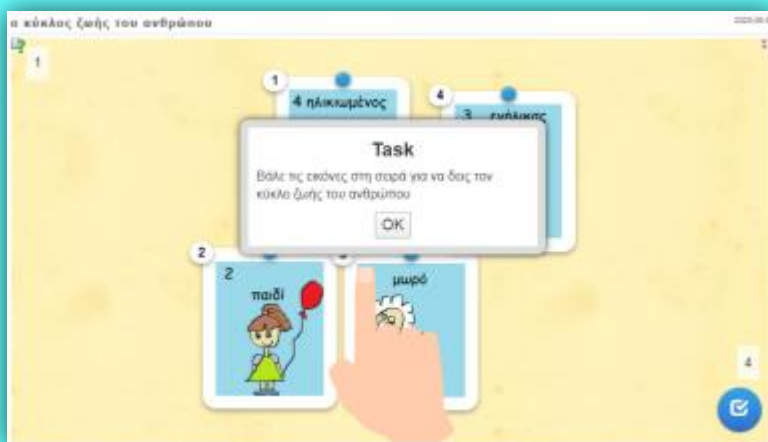 ο κύκλος ζωής του ανθρώπου
1
1
4 ηλικιωμένος
4
3 ενήλικας
Task
Βάλε τις εικόνες στη σειρά για να δεις τον
κύκλο ζωής του ανθρώπου
OK
2
2
παιδί
μωρό
4